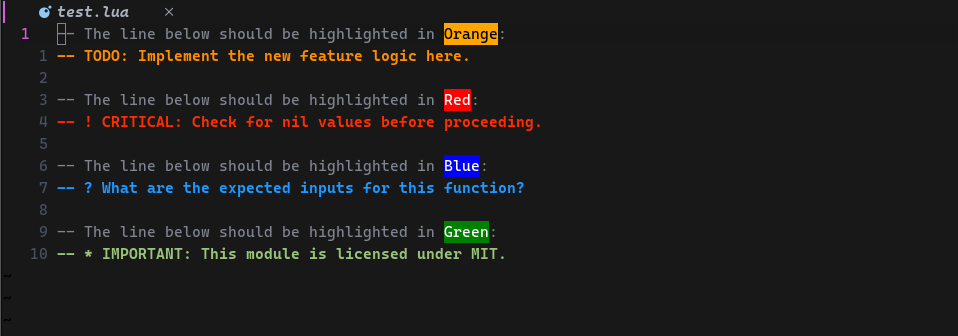 test.lua ×
1 -- The line below should be highlighted in Orange:
1 -- TODO: Implement the new feature logic here.
2
3 -- The line below should be highlighted in Red:
4 -- ! CRITICAL: Check for nil values before proceeding.
5
6 -- The line below should be highlighted in Blue:
7 -- ? What are the expected inputs for this function?
8
9 -- The line below should be highlighted in Green:
10 -- * IMPORTANT: This module is licensed under MIT.
~
~
~